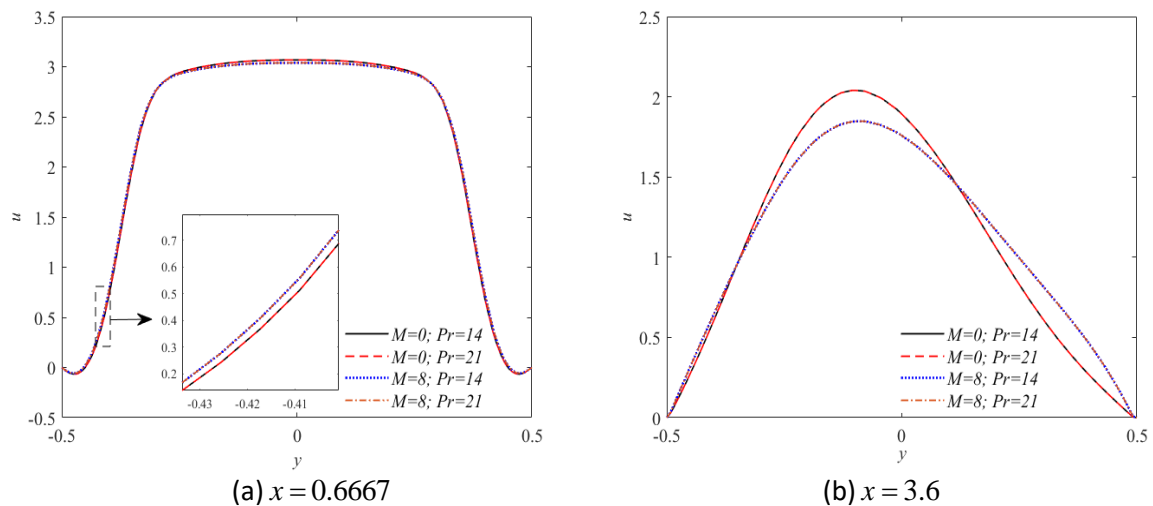 3.5
3
2.5
2
1.5
1
0.5
0
-0.5
u
-0.5
0
0.5
y
0.7
0.6
0.5
0.4
0.3
0.2
-0.43
-0.42
-0.41
M=0; Pr=14
M=0; Pr=21
M=8; Pr=14
M=8; Pr=21
(a) x = 0.6667
2.5
2
1.5
1
0.5
0
u
-0.5
0
0.5
y
M=0; Pr=14
M=0; Pr=21
M=8; Pr=14
M=8; Pr=21
(b) x = 3.6